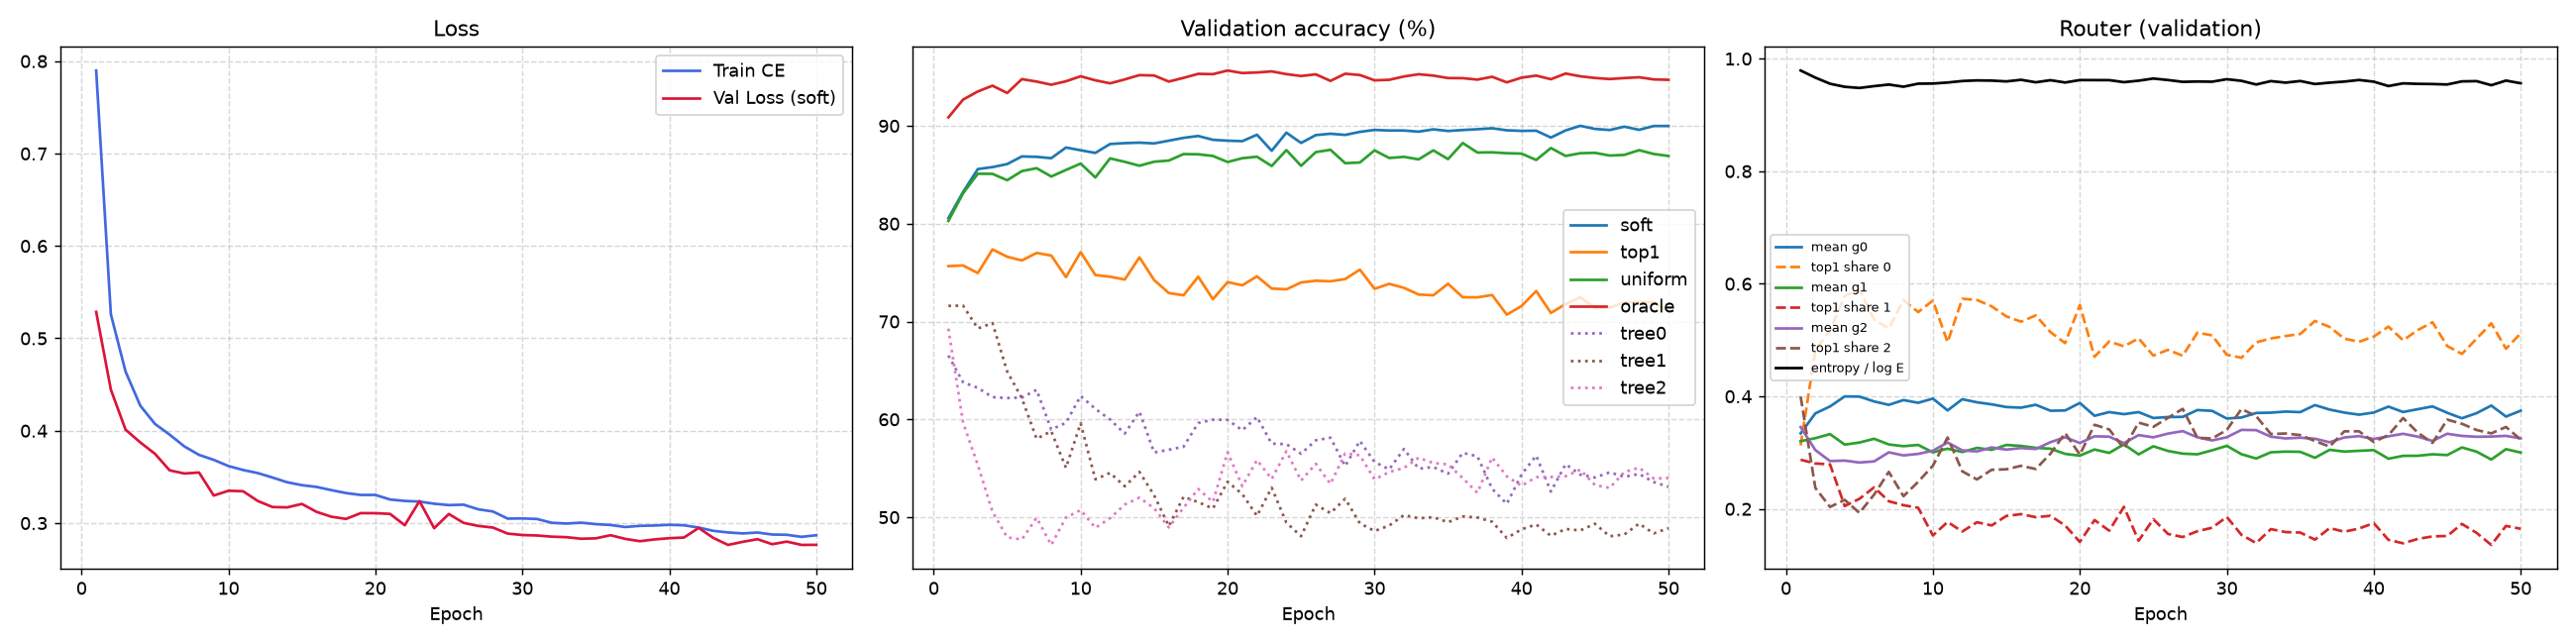 Loss
0.8
0.7
0.6
0.5
0.4
0.3
0 10 20 30 40 50
Epoch
Train CE
Val Loss (soft)
Validation accuracy (%)
90
80
70
60
50
0 10 20 30 40 50
Epoch
soft
top1
uniform
oracle
tree0
tree1
tree2
Router (validation)
1.0
0.8
0.6
0.4
0.2
0 10 20 30 40 50
Epoch
mean g0
top1 share 0
mean g1
top1 share 1
mean g2
top1 share 2
entropy / log E